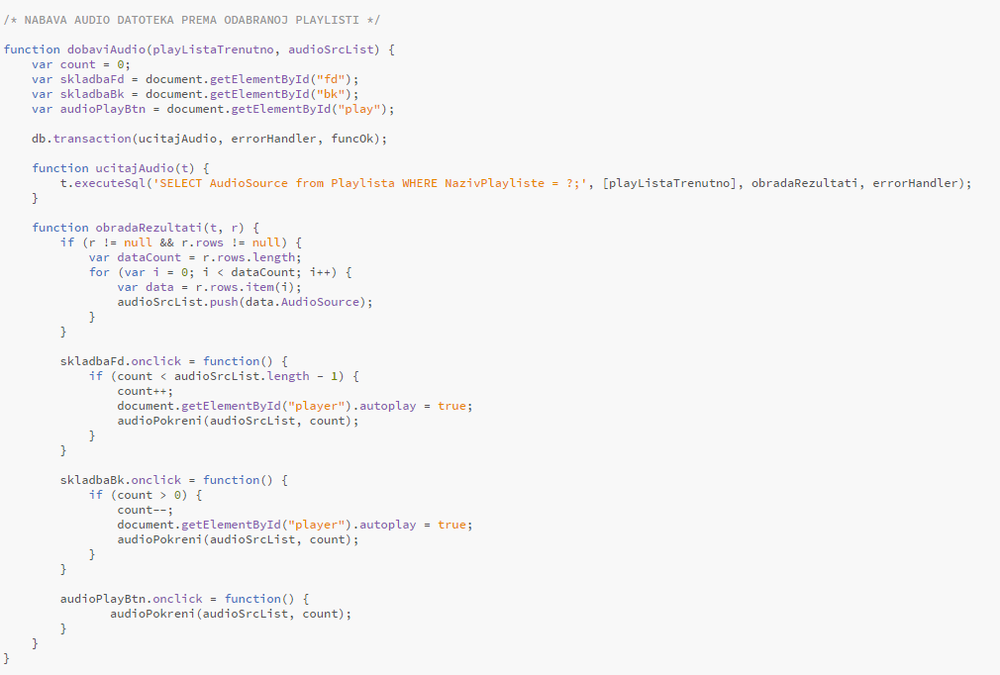 /* NABAVA AUDIO DATOTEKA PREMA ODABRANOJ PLAYLISTI */
function dobaviAudio(playListaTrenutno, audioSrcList) {
    var count = 0;
    var skladbaFd = document.getElementById("fd");
    var skladbaBk = document.getElementById("bk");
    var audioPlayBtn = document.getElementById("play");
    db.transaction(ucitajAudio, errorHandler, funcOk);
    function ucitajAudio(t) {
        t.executeSql('SELECT AudioSource from Playlista WHERE NazivPlayliste = ?;', [playListaTrenutno], obradaRezultati, errorHandler);
    }
    function obradaRezultati(t, r) {
        if (r != null && r.rows != null) {
            var dataCount = r.rows.length;
            for (var i = 0; i < dataCount; i++) {
                var data = r.rows.item(i);
                audioSrcList.push(data.AudioSource);
            }
        }
        skladbaFd.onclick = function() {
            if (count < audioSrcList.length - 1) {
                count++;
                document.getElementById("player").autoplay = true;
                audioPokreni(audioSrcList, count);
            }
        }
        skladbaBk.onclick = function() {
            if (count > 0) {
                count--;
                document.getElementById("player").autoplay = true;
                audioPokreni(audioSrcList, count);
            }
        }
        audioPlayBtn.onclick = function() {
               audioPokreni(audioSrcList, count);
        }
    }
}